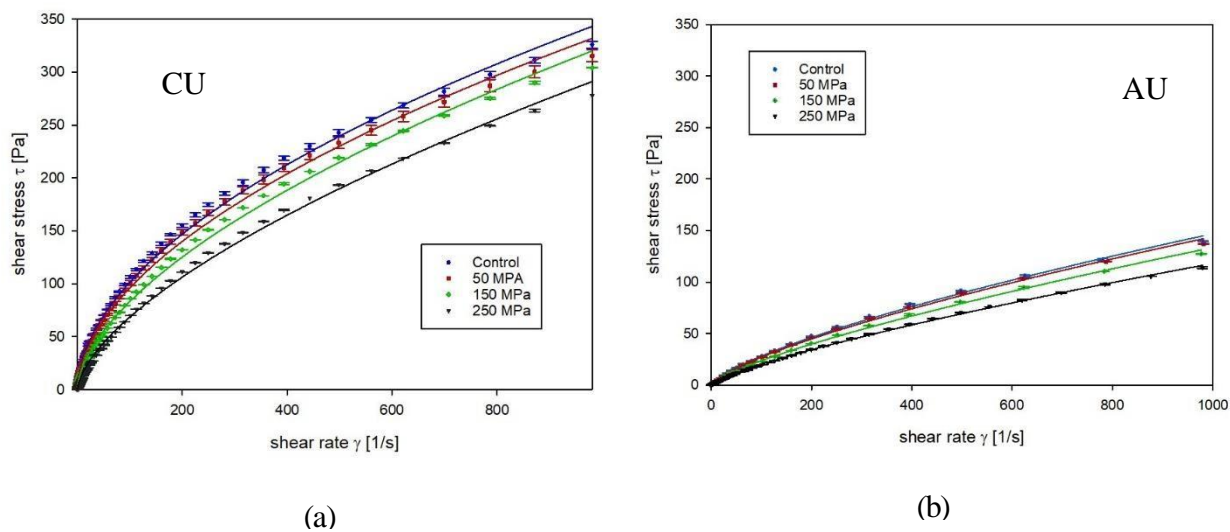 350
300
250
200
150
100
50
0
shear stress τ [Pa]
CU
Control
50 MPA
150 MPa
250 MPa
200 400 600 800
shear rate γ [1/s]
(a)
350
300
250
200
150
100
50
0
shear stress τ [Pa]
Control
50 MPa
150 MPa
250 MPa
AU
0 200 400 600 800 1000
shear rate γ [1/s]
(b)